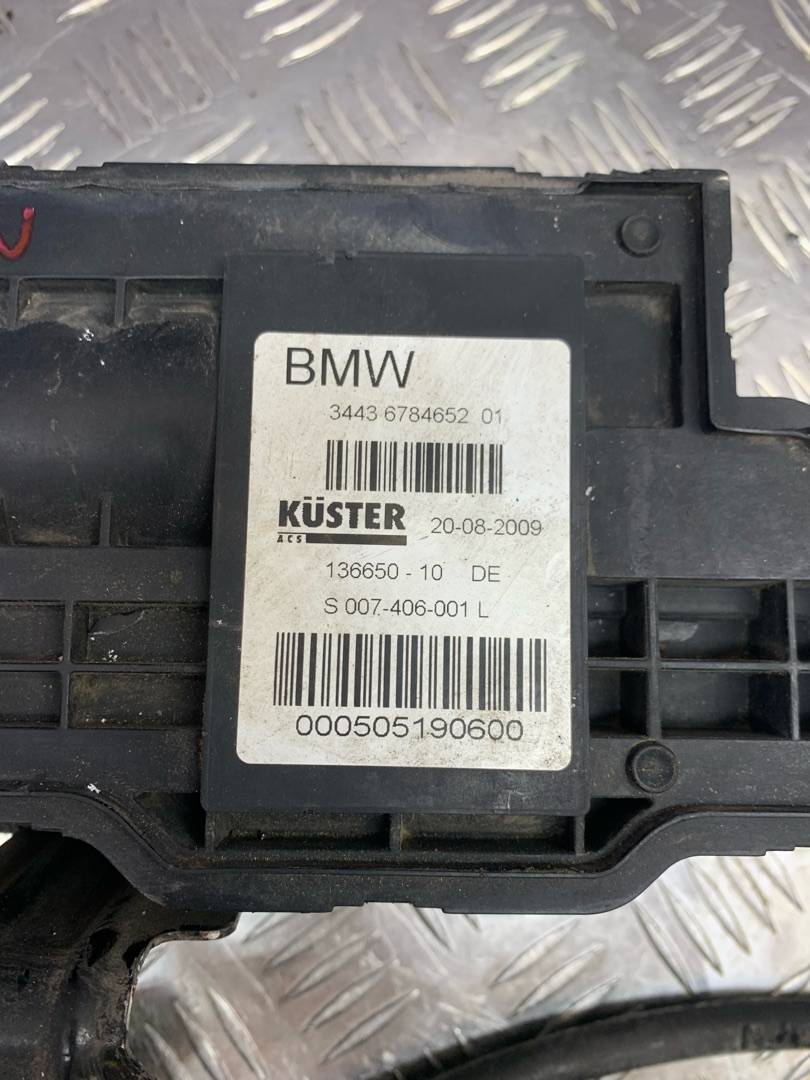 BMW
3443 6784652 01
KÜSTER 20-08-2009
ACS
136650 - 10 DE
S 007-406-001 L
000505190600